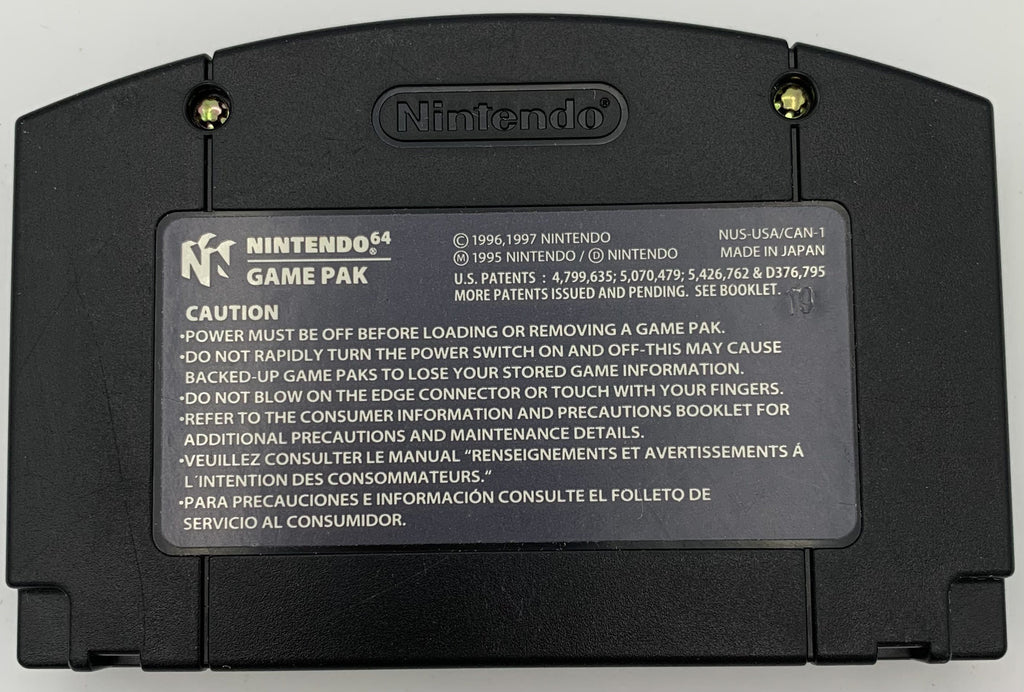 Nintendo®
NINTENDO⁶⁴®
GAME PAK
© 1996,1997 NINTENDO
Ⓜ 1995 NINTENDO / Ⓓ NINTENDO
NUS-USA/CAN-1
MADE IN JAPAN
U.S. PATENTS : 4,799,635; 5,070,479; 5,426,762 & D376,795
MORE PATENTS ISSUED AND PENDING. SEE BOOKLET.
19
CAUTION
•POWER MUST BE OFF BEFORE LOADING OR REMOVING A GAME PAK.
•DO NOT RAPIDLY TURN THE POWER SWITCH ON AND OFF-THIS MAY CAUSE
BACKED-UP GAME PAKS TO LOSE YOUR STORED GAME INFORMATION.
•DO NOT BLOW ON THE EDGE CONNECTOR OR TOUCH WITH YOUR FINGERS.
•REFER TO THE CONSUMER INFORMATION AND PRECAUTIONS BOOKLET FOR
ADDITIONAL PRECAUTIONS AND MAINTENANCE DETAILS.
•VEUILLEZ CONSULTER LE MANUAL “RENSEIGNEMENTS ET AVERTISSEMENTS Á
L´INTENTION DES CONSOMMATEURS.”
•PARA PRECAUCIONES E INFORMACIÓN CONSULTE EL FOLLETO DE
SERVICIO AL CONSUMIDOR.